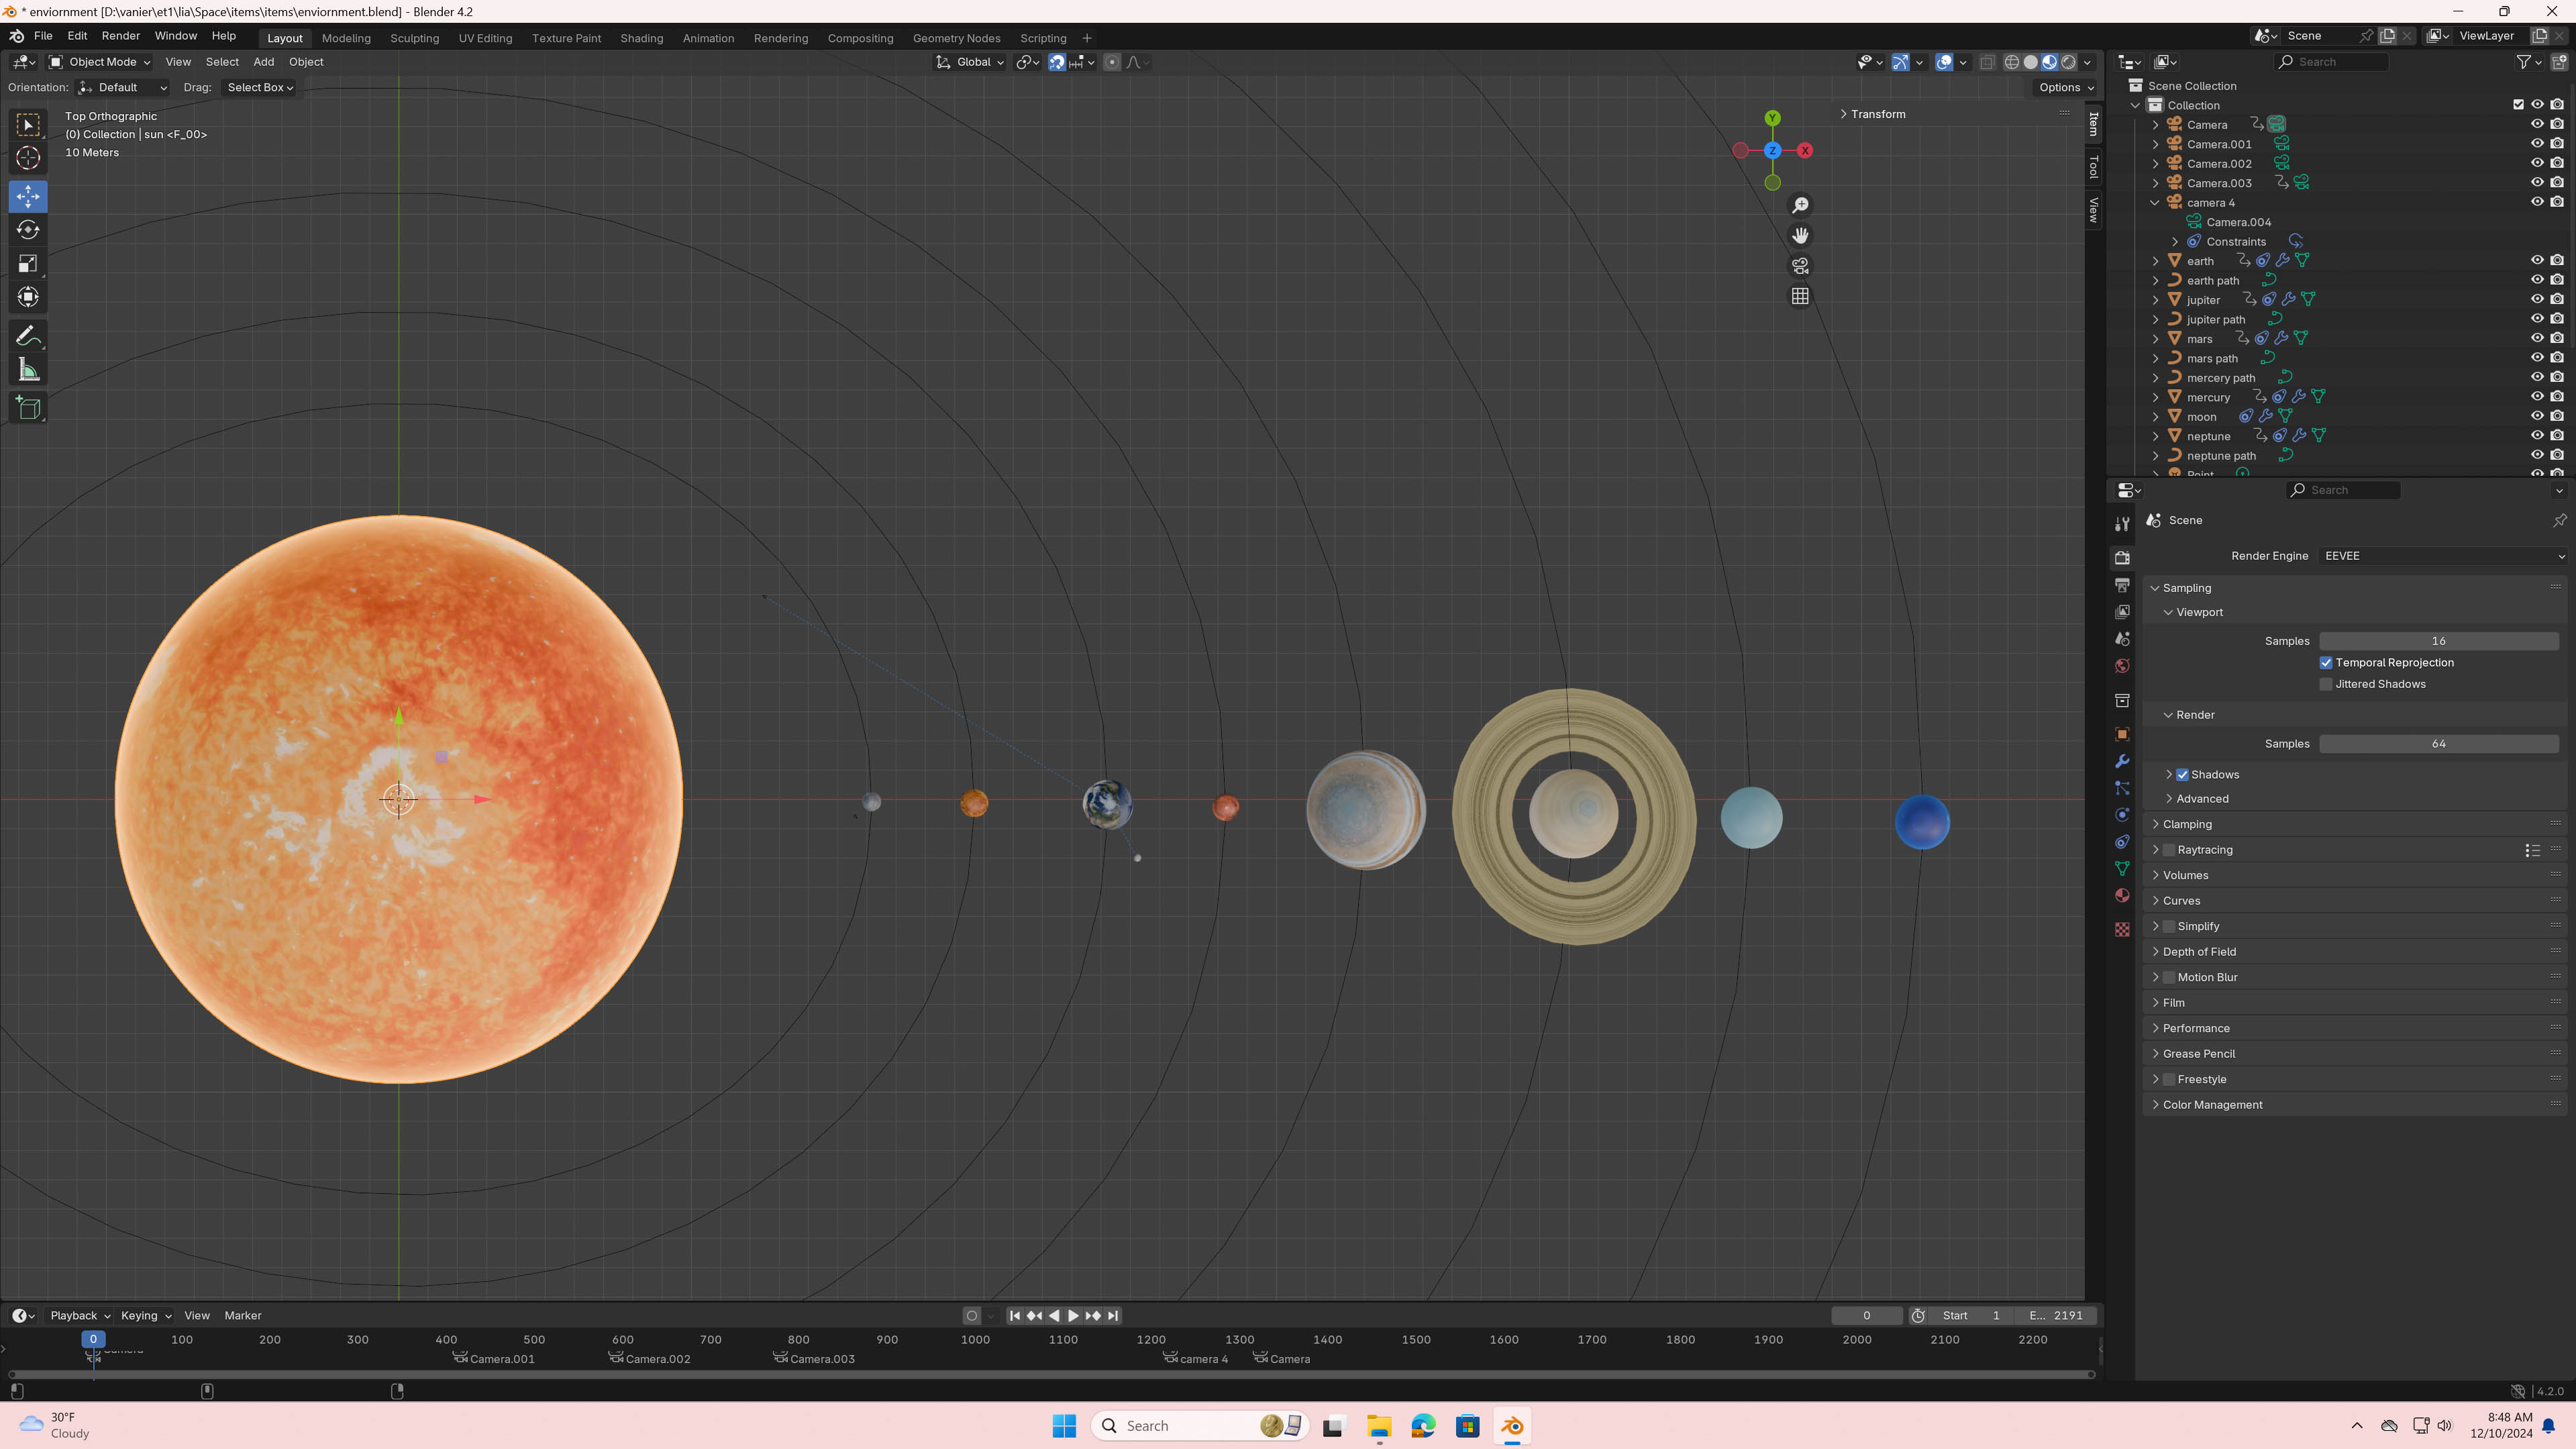 * enviornment [D:\vanier\et1\lia\Space\items\items\enviornment.blend] - Blender 4.2
File Edit Render Window Help Layout Modeling Sculpting UV Editing Texture Paint Shading Animation Rendering Compositing Geometry Nodes Scripting Scene ViewLayer
Object Mode View Select Add Object Global Search
Orientation: Default Drag: Select Box Options
Top Orthographic
(0) Collection | sun <F_00>
10 Meters
Transform
Y
Z X
Item
Tool
View
Scene Collection
Collection
Camera
Camera.001
Camera.002
Camera.003
camera 4
Camera.004
Constraints
earth
earth path
jupiter
jupiter path
mars
mars path
mercery path
mercury
moon
neptune
neptune path
Point
Search
Scene
Render Engine EEVEE
Sampling
Viewport
Samples 16
Temporal Reprojection
Jittered Shadows
Render
Samples 64
Shadows
Advanced
Clamping
Raytracing
Volumes
Curves
Simplify
Depth of Field
Motion Blur
Film
Performance
Grease Pencil
Freestyle
Color Management
Playback Keying View Marker 0 Start 1 E... 2191
0 100 200 300 400 500 600 700 800 900 1000 1100 1200 1300 1400 1500 1600 1700 1800 1900 2000 2100 2200
Camera
Camera.001 Camera.002 Camera.003 camera 4 Camera
4.2.0
30°F
Cloudy
Search
8:48 AM
12/10/2024